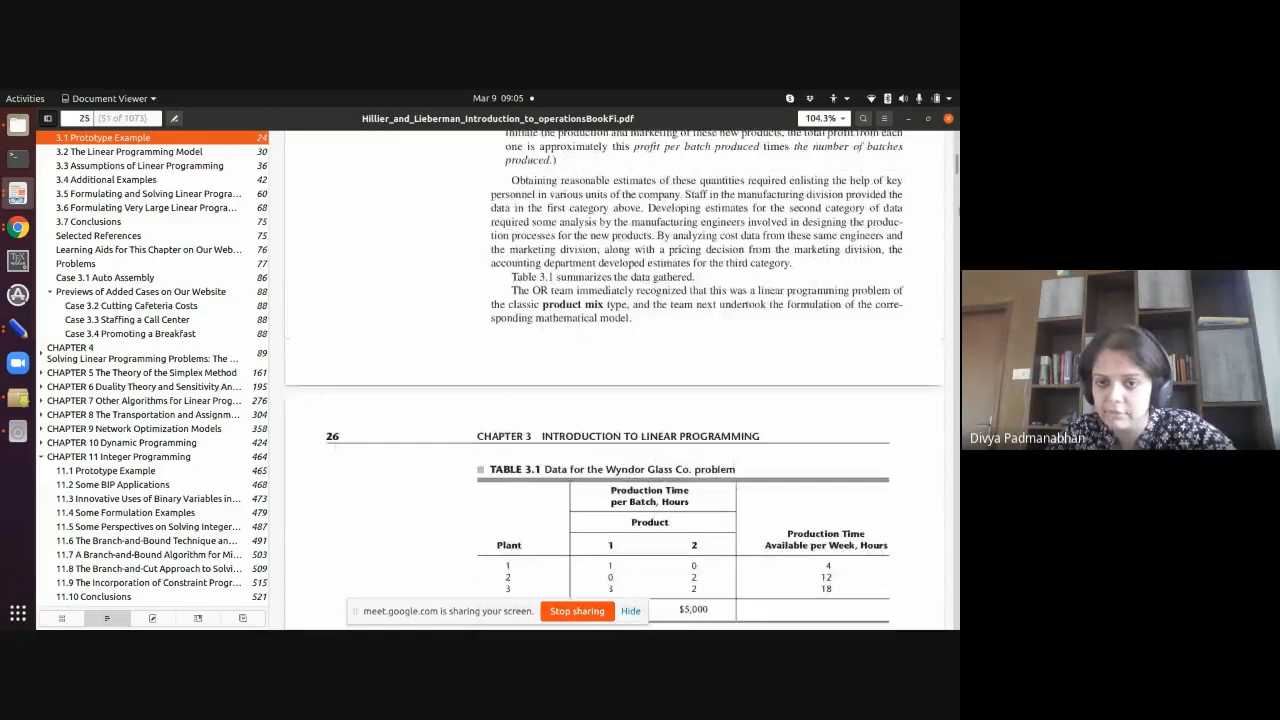 Activities
Document Viewer
Mar 9 09:05
25
(51 of 1073)
Hillier_and_Lieberman_Introduction_to_operationsBookFi.pdf
104.3%
3.1 Prototype Example 24
3.2 The Linear Programming Model 30
3.3 Assumptions of Linear Programming 36
3.4 Additional Examples 42
3.5 Formulating and Solving Linear Progra... 60
3.6 Formulating Very Large Linear Progra... 68
3.7 Conclusions 75
Selected References 75
Learning Aids for This Chapter on Our Web... 76
Problems 77
Case 3.1 Auto Assembly 86
Previews of Added Cases on Our Website 88
Case 3.2 Cutting Cafeteria Costs 88
Case 3.3 Staffing a Call Center 88
Case 3.4 Promoting a Breakfast 88
CHAPTER 4
Solving Linear Programming Problems: The ... 89
CHAPTER 5 The Theory of the Simplex Method 161
CHAPTER 6 Duality Theory and Sensitivity An... 195
CHAPTER 7 Other Algorithms for Linear Prog... 276
CHAPTER 8 The Transportation and Assignm... 304
CHAPTER 9 Network Optimization Models 358
CHAPTER 10 Dynamic Programming 424
CHAPTER 11 Integer Programming 464
11.1 Prototype Example 465
11.2 Some BIP Applications 468
11.3 Innovative Uses of Binary Variables in... 473
11.4 Some Formulation Examples 479
11.5 Some Perspectives on Solving Integer... 487
11.6 The Branch-and-Bound Technique an... 491
11.7 A Branch-and-Bound Algorithm for Mi... 503
11.8 The Branch-and-Cut Approach to Solvi... 509
11.9 The Incorporation of Constraint Progr... 515
11.10 Conclusions 521
initiate the production and marketing of these new products, the total profit from each
one is approximately this profit per batch produced times the number of batches
produced.)
Obtaining reasonable estimates of these quantities required enlisting the help of key
personnel in various units of the company. Staff in the manufacturing division provided the
data in the first category above. Developing estimates for the second category of data
required some analysis by the manufacturing engineers involved in designing the produc-
tion processes for the new products. By analyzing cost data from these same engineers and
the marketing division, along with a pricing decision from the marketing division, the
accounting department developed estimates for the third category.
Table 3.1 summarizes the data gathered.
The OR team immediately recognized that this was a linear programming problem of
the classic product mix type, and the team next undertook the formulation of the corre-
sponding mathematical model.
26 CHAPTER 3 INTRODUCTION TO LINEAR PROGRAMMING
TABLE 3.1 Data for the Wyndor Glass Co. problem
Production Time
per Batch, Hours
Product
Production Time
Plant 1 2 Available per Week, Hours
1 1 0 4
2 0 2 12
3 3 2 18
$5,000
meet.google.com is sharing your screen. Stop sharing Hide
Divya Padmanabhan